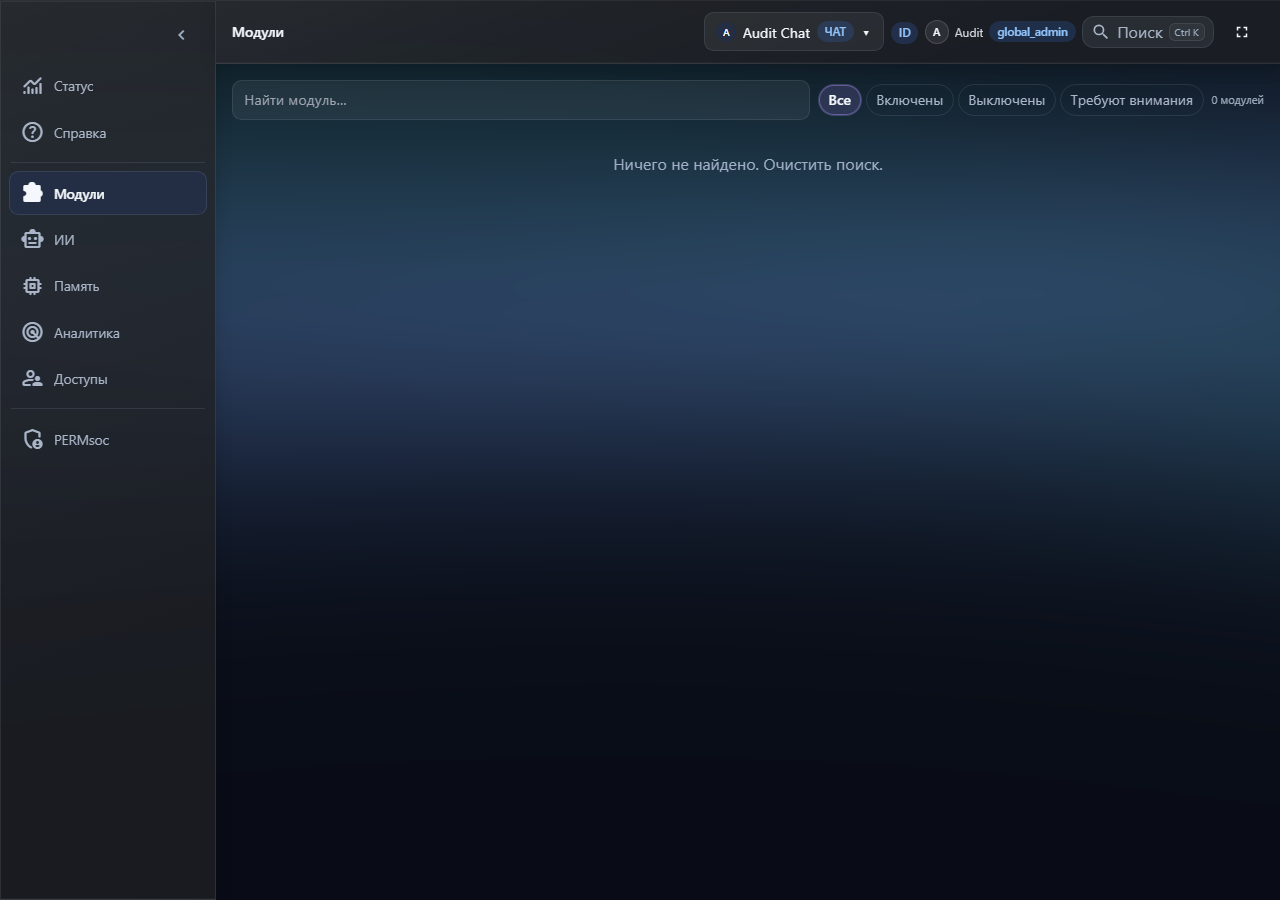 Модули
Audit Chat ЧАТ ▾
ID
A Audit global_admin
Поиск Ctrl K
Статус
Справка
Модули
ИИ
Память
Аналитика
Доступы
PERMsoc
Найти модуль...
Все Включены Выключены Требуют внимания 0 модулей
Ничего не найдено. Очистить поиск.